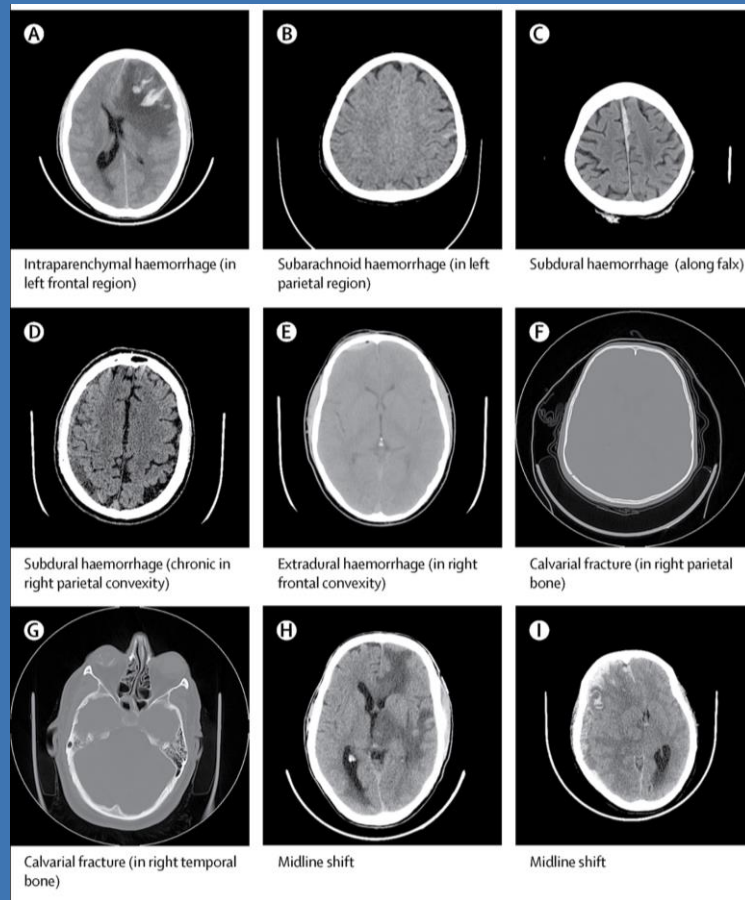 A
B
C
Intraparenchymal haemorrhage (in
left frontal region)
Subarachnoid haemorrhage (in left
parietal region)
Subdural haemorrhage (along falx)
D
E
F
Subdural haemorrhage (chronic in
right parietal convexity)
Extradural haemorrhage (in right
frontal convexity)
Calvarial fracture (in right parietal
bone)
G
H
I
Calvarial fracture (in right temporal
bone)
Midline shift
Midline shift